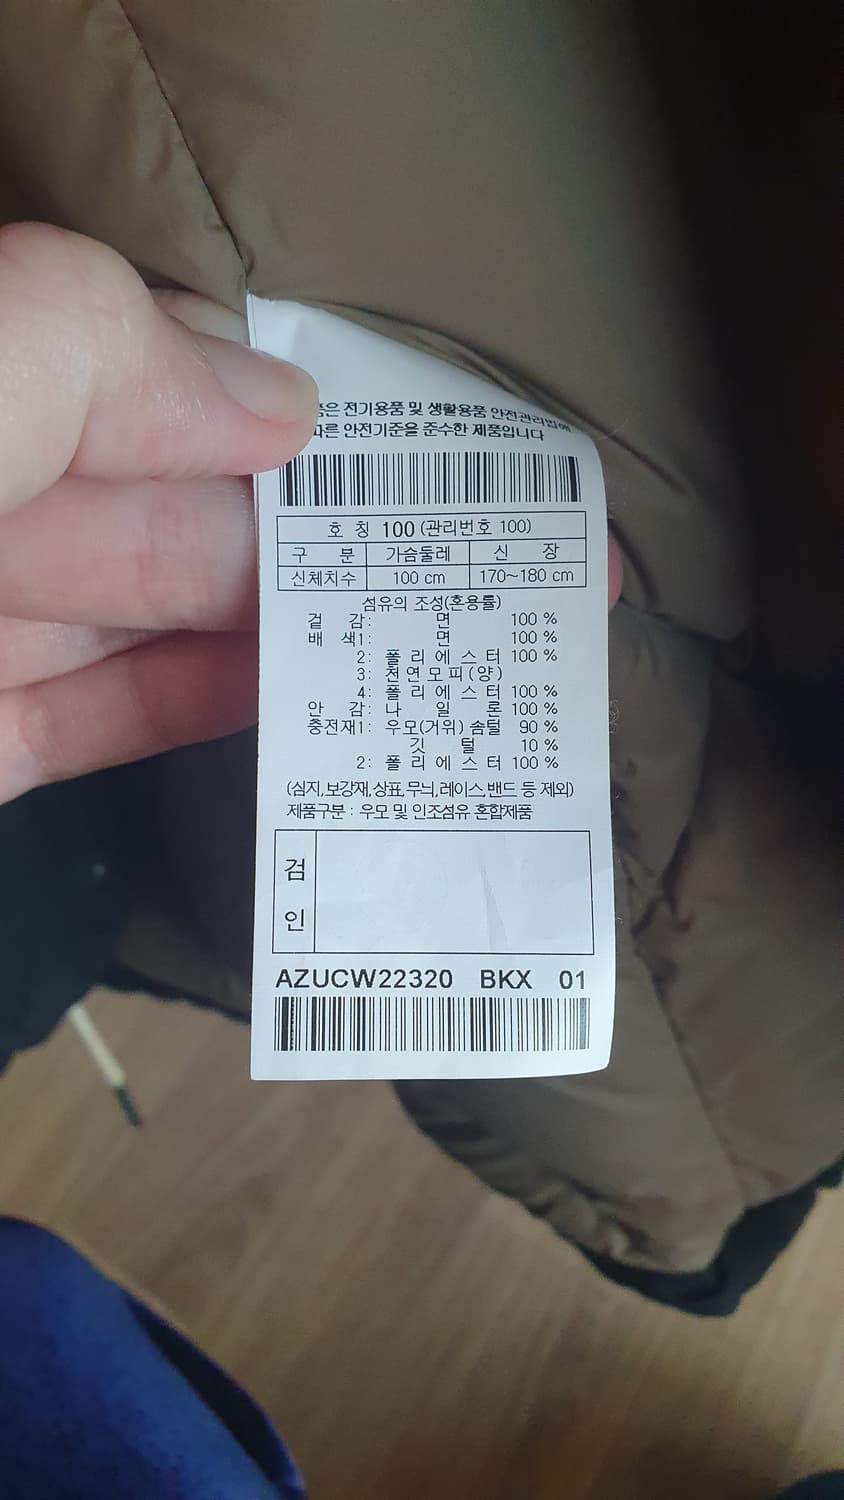 전기용품 및 생활용품 안전관리법에
따른 안전기준을 준수한 제품입니다
호 칭 100 (관리번호 100)
구 분 가슴둘레 신 장
신체치수 100 cm 170~180 cm
섬유의 조성(혼용률)
겉 감: 면 100 %
배 색1: 면 100 %
2: 폴 리 에 스 터 100 %
3: 천 연 모 피 (양)
4: 폴 리 에 스 터 100 %
안 감: 나 일 론 100 %
충전재1: 우모(거위) 솜털 90 %
깃 털 10 %
2: 폴 리 에 스 터 100 %
(심지,보강재,상표,무늬,레이스,밴드 등 제외)
제품구분 : 우모 및 인조섬유 혼합제품
검
인
AZUCW22320 BKX 01